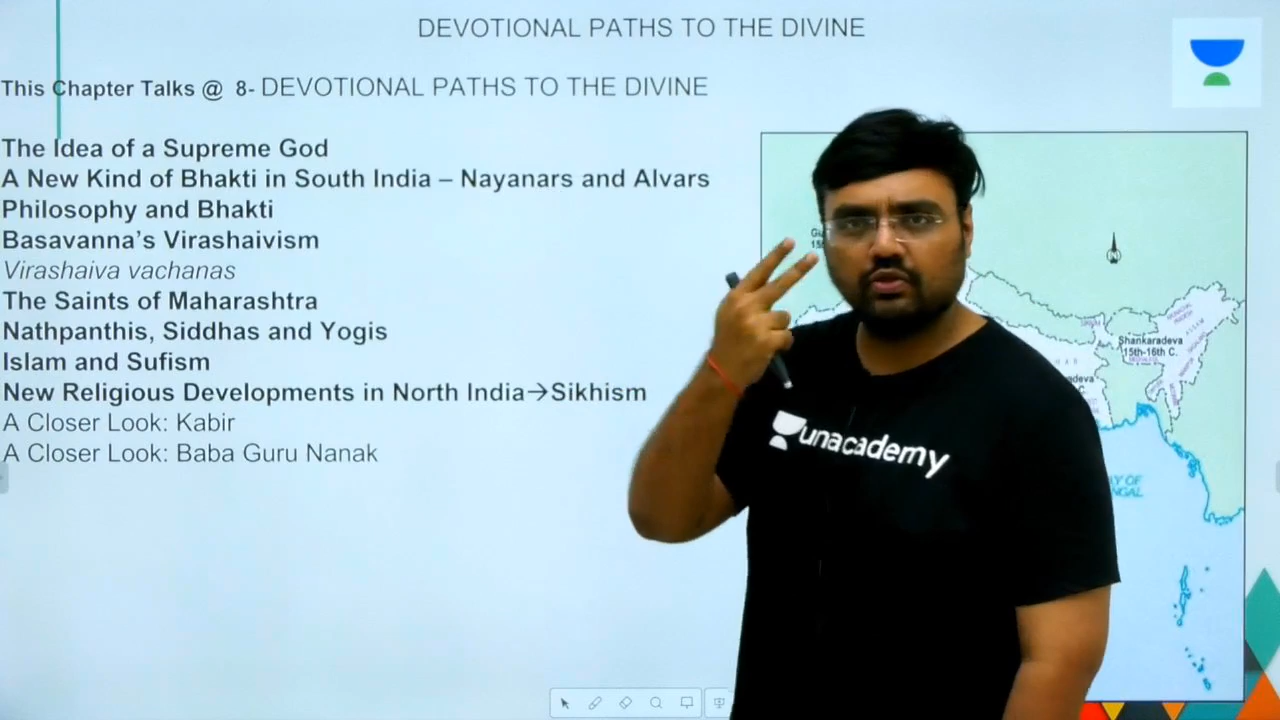 DEVOTIONAL PATHS TO THE DIVINE
This Chapter Talks @ 8- DEVOTIONAL PATHS TO THE DIVINE
The Idea of a Supreme God
A New Kind of Bhakti in South India – Nayanars and Alvars
Philosophy and Bhakti
Basavanna’s Virashaivism
Virashaiva vachanas
The Saints of Maharashtra
Nathpanthis, Siddhas and Yogis
Islam and Sufism
New Religious Developments in North India→Sikhism
A Closer Look: Kabir
A Closer Look: Baba Guru Nanak
Shankaradeva
15th-16th C.
unacademy